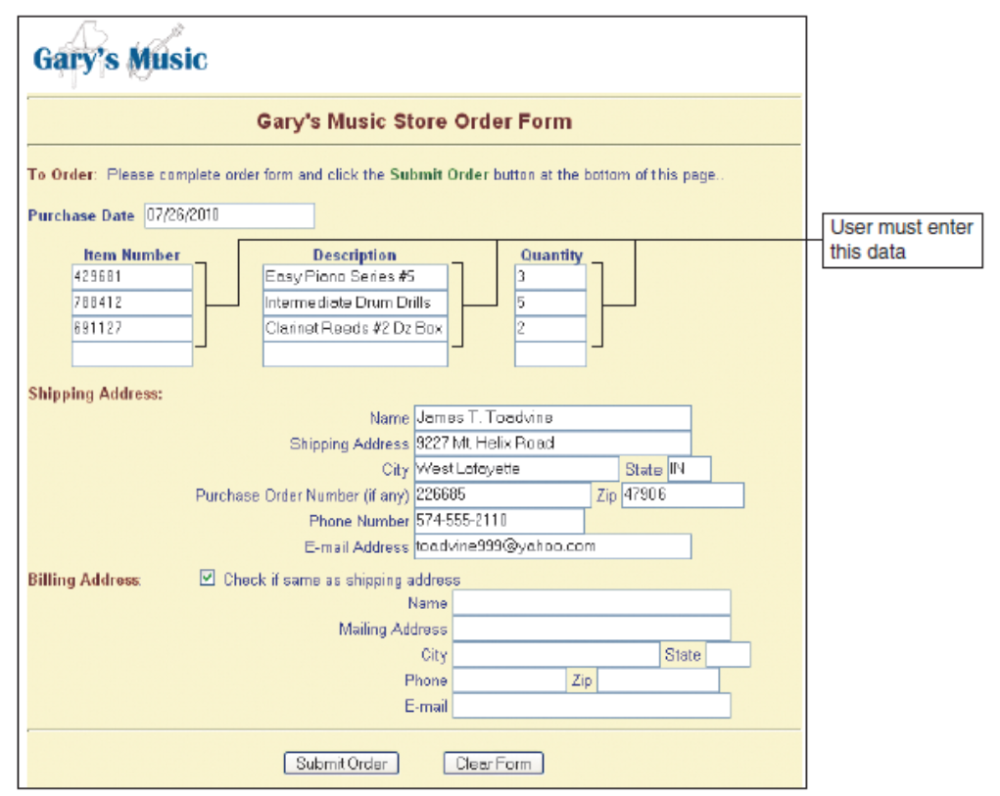 Gary's Music
Gary's Music Store Order Form
To Order: Please complete order form and click the Submit Order button at the bottom of this page..
Purchase Date 07/26/2010
User must enter
this data
Item Number Description Quantity
429681 Easy Piano Series #5 3
788412 Intermediate Drum Drills 5
691127 Clarinet Reeds #2 Dz Box 2
Shipping Address:
Name James T. Toadvine
Shipping Address 9227 Mt. Helix Road
City West Lafayette State IN
Purchase Order Number (if any) 226685 Zip 47906
Phone Number 574-555-2110
E-mail Address toadvine999@yahoo.com
Billing Address: Check if same as shipping address
Name
Mailing Address
City State
Phone Zip
E-mail
Submit Order Clear Form